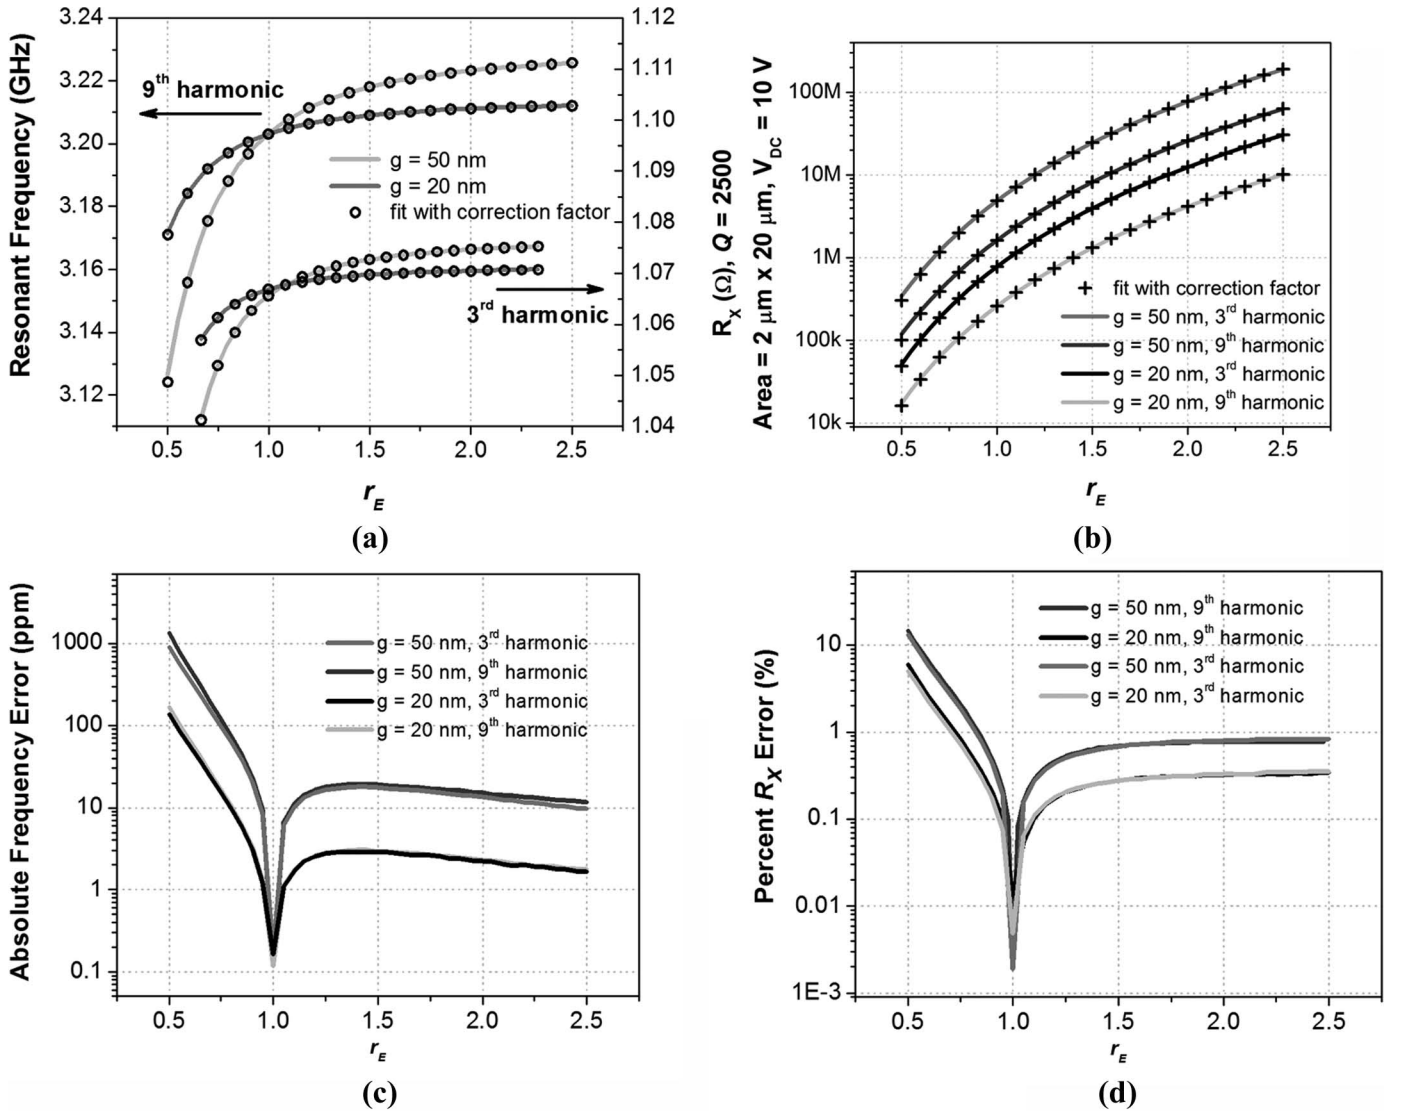 Resonant Frequency (GHz)
3.24
3.22
3.20
3.18
3.16
3.14
3.12
1.12
1.11
1.10
1.09
1.08
1.07
1.06
1.05
1.04
9th harmonic
g = 50 nm
g = 20 nm
fit with correction factor
3rd harmonic
0.5 1.0 1.5 2.0 2.5
rE
(a)
RX (Ω), Q = 2500
Area = 2 μm x 20 μm, VDC = 10 V
100M
10M
1M
100k
10k
fit with correction factor
g = 50 nm, 3rd harmonic
g = 50 nm, 9th harmonic
g = 20 nm, 3rd harmonic
g = 20 nm, 9th harmonic
0.5 1.0 1.5 2.0 2.5
rE
(b)
Absolute Frequency Error (ppm)
1000
100
10
1
0.1
g = 50 nm, 3rd harmonic
g = 50 nm, 9th harmonic
g = 20 nm, 3rd harmonic
g = 20 nm, 9th harmonic
0.5 1.0 1.5 2.0 2.5
rE
(c)
Percent RX Error (%)
10
1
0.1
0.01
1E-3
g = 50 nm, 9th harmonic
g = 20 nm, 9th harmonic
g = 50 nm, 3rd harmonic
g = 20 nm, 3rd harmonic
0.5 1.0 1.5 2.0 2.5
rE
(d)